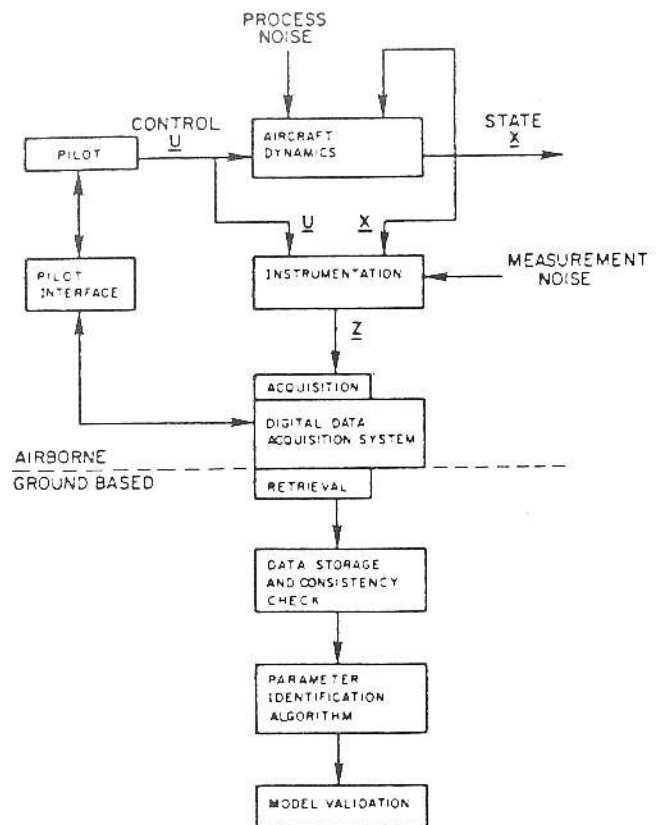 PROCESS
NOISE
CONTROL
U
STATE
X
PILOT
AIRCRAFT
DYNAMICS
U
X
PILOT
INTERFACE
INSTRUMENTATION
MEASUREMENT
NOISE
Z
ACQUISITION
DIGITAL DATA
ACQUISITION SYSTEM
AIRBORNE
GROUND BASED
RETRIEVAL
DATA STORAGE
AND CONSISTENCY
CHECK
PARAMETER
IDENTIFICATION
ALGORITHM
MODEL VALIDATION